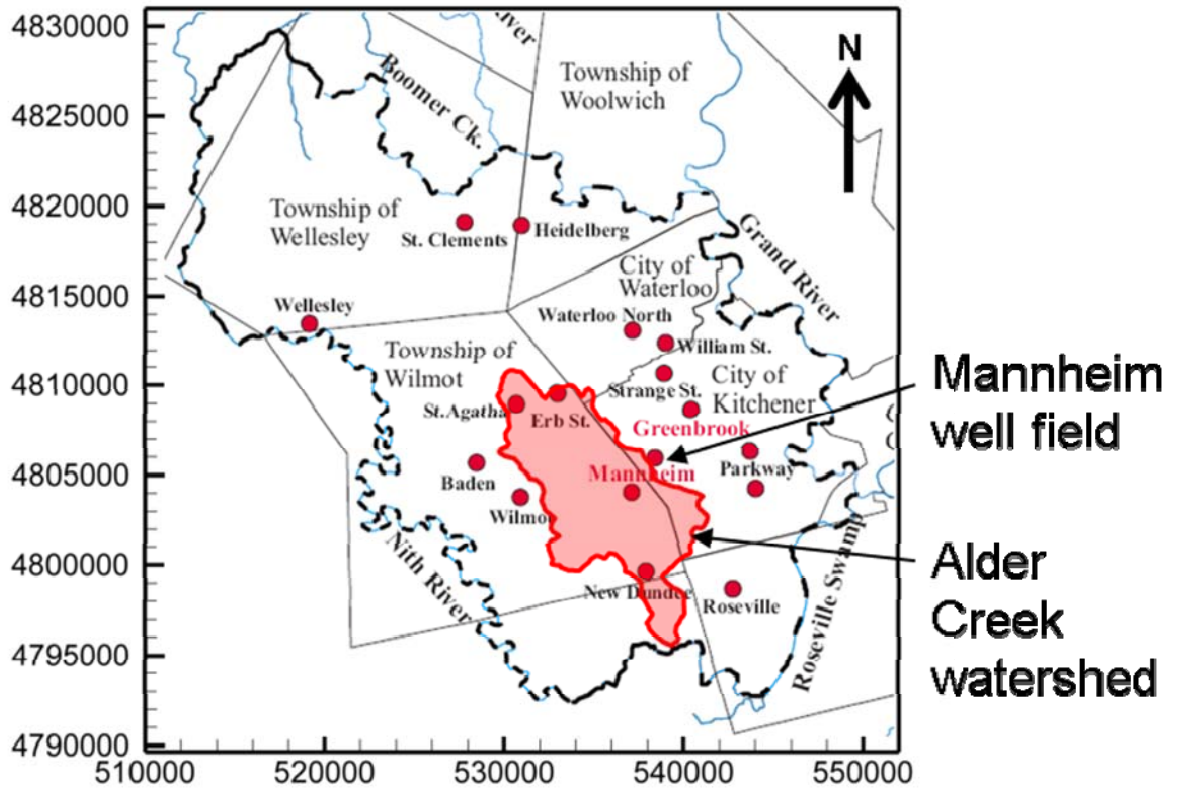 4830000
4825000
4820000
4815000
4810000
4805000
4800000
4795000
4790000
510000
520000
530000
540000
550000
River
Boomer Ck.
Township of
Woolwich
N
Township of
Wellesley
St. Clements
Heidelberg
Grand River
City of
Waterloo
Wellesley
Waterloo North
William St.
Township of
Wilmot
Strange St.
City of
Kitchener
St.Agatha
Erb St.
Greenbrook
Mannheim
Parkway
Baden
Wilmot
Nith River
New Dundee
Roseville
Roseville Swamp
Mannheim
well field
Alder
Creek
watershed